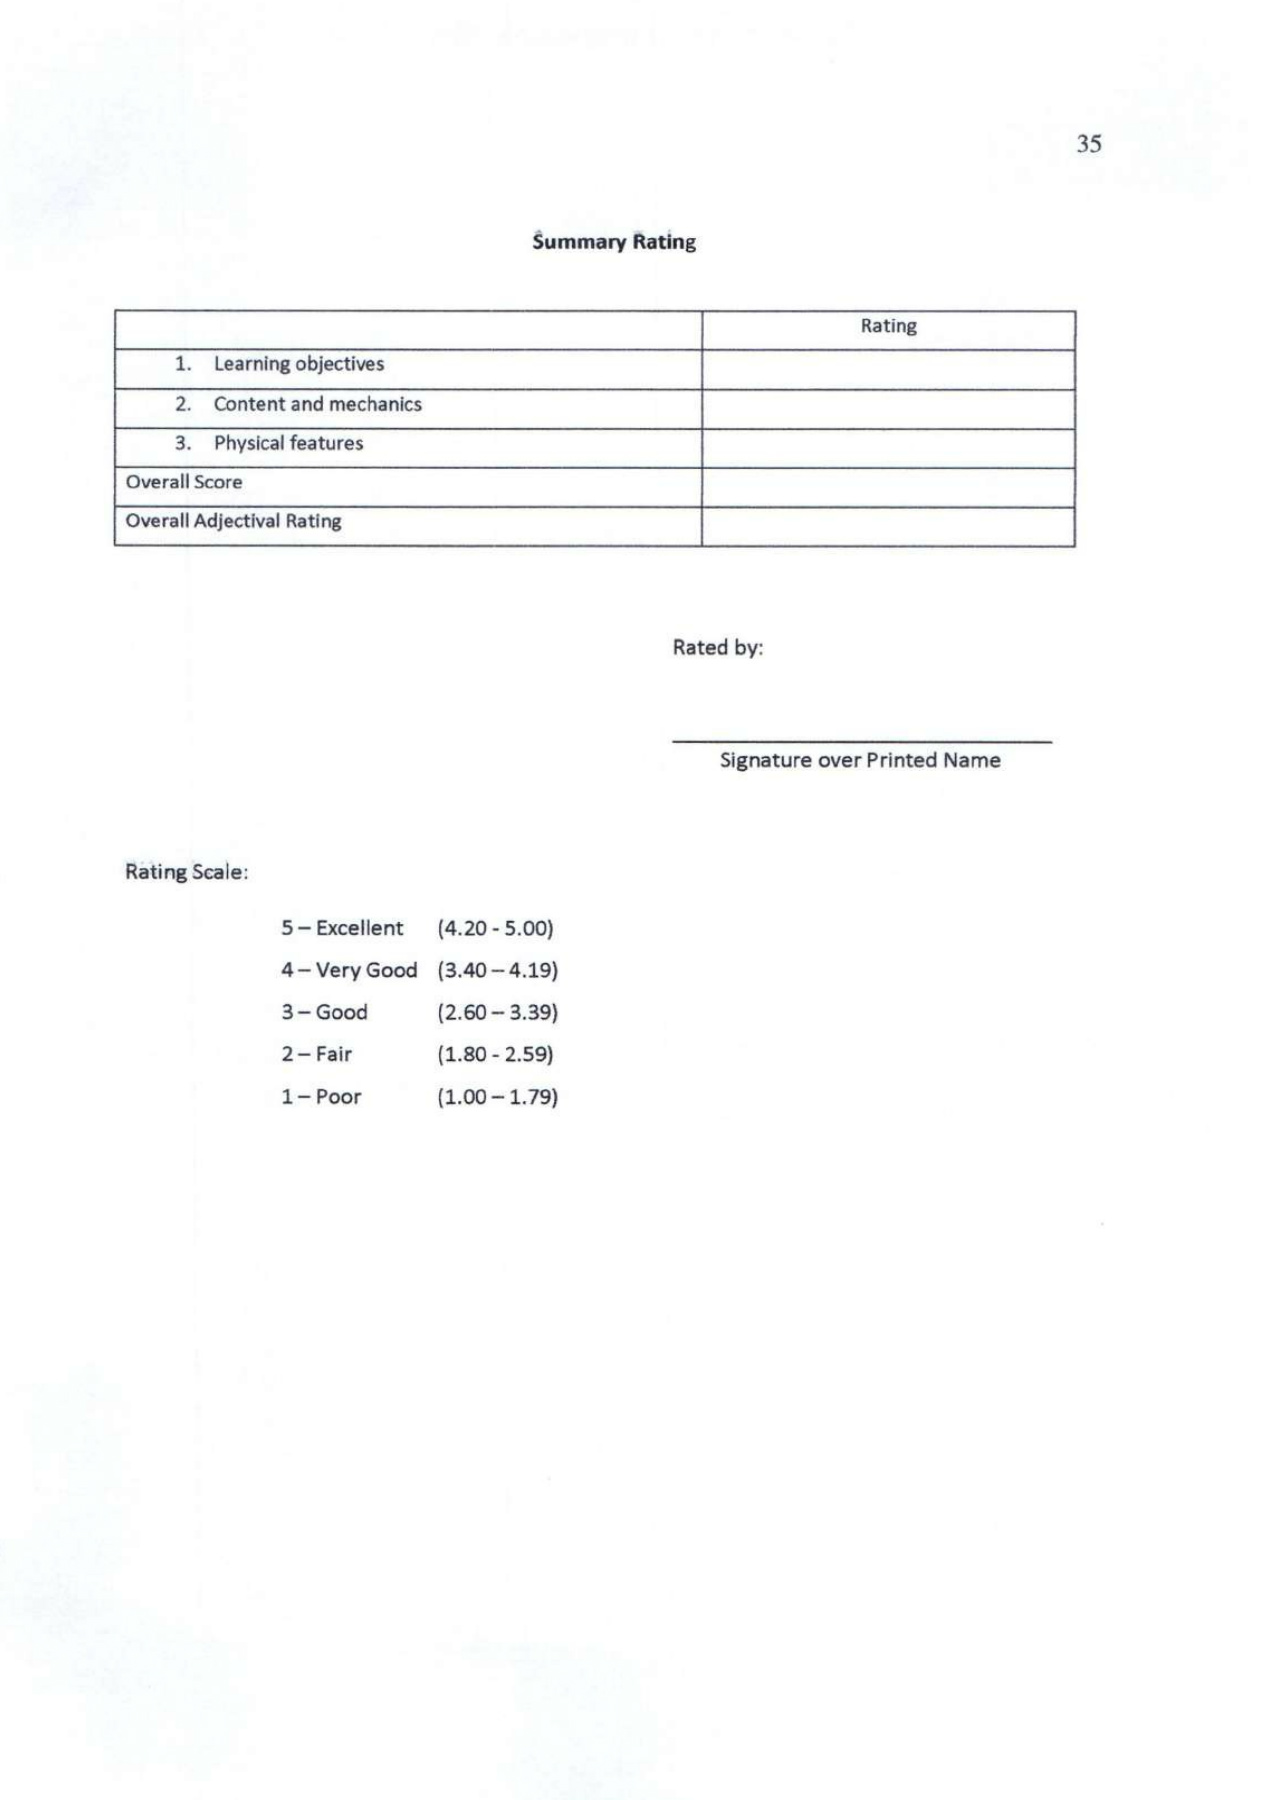 35
Summary Rating
Rating
1. Learning objectives
2. Content and mechanics
3. Physical features
Overall Score
Overall Adjectival Rating
Rated by:
Signature over Printed Name
Rating Scale:
5 – Excellent (4.20 - 5.00)
4 – Very Good (3.40 – 4.19)
3 – Good (2.60 – 3.39)
2 – Fair (1.80 - 2.59)
1 – Poor (1.00 – 1.79)